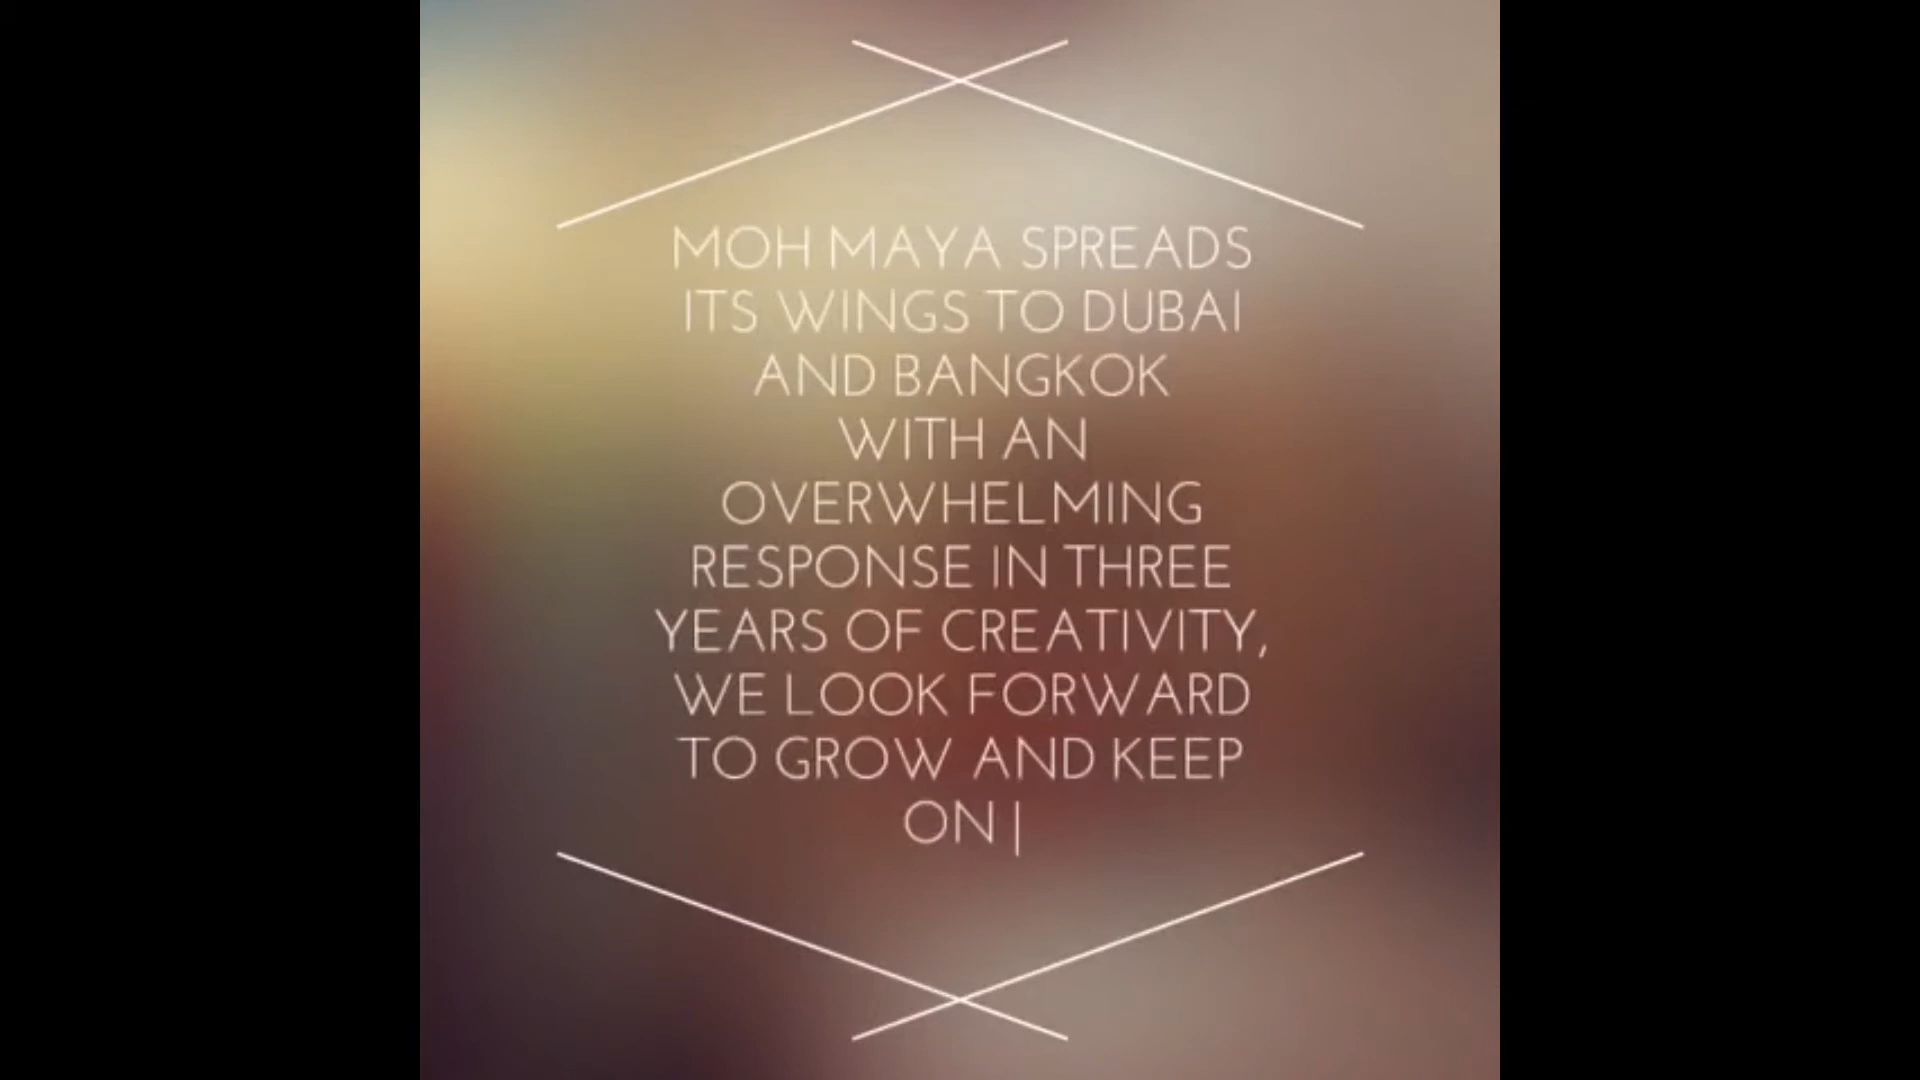 MOH MAYA SPREADS
ITS WINGS TO DUBAI
AND BANGKOK
WITH AN
OVERWHELMING
RESPONSE IN THREE
YEARS OF CREATIVITY,
WE LOOK FORWARD
TO GROW AND KEEP
ON |